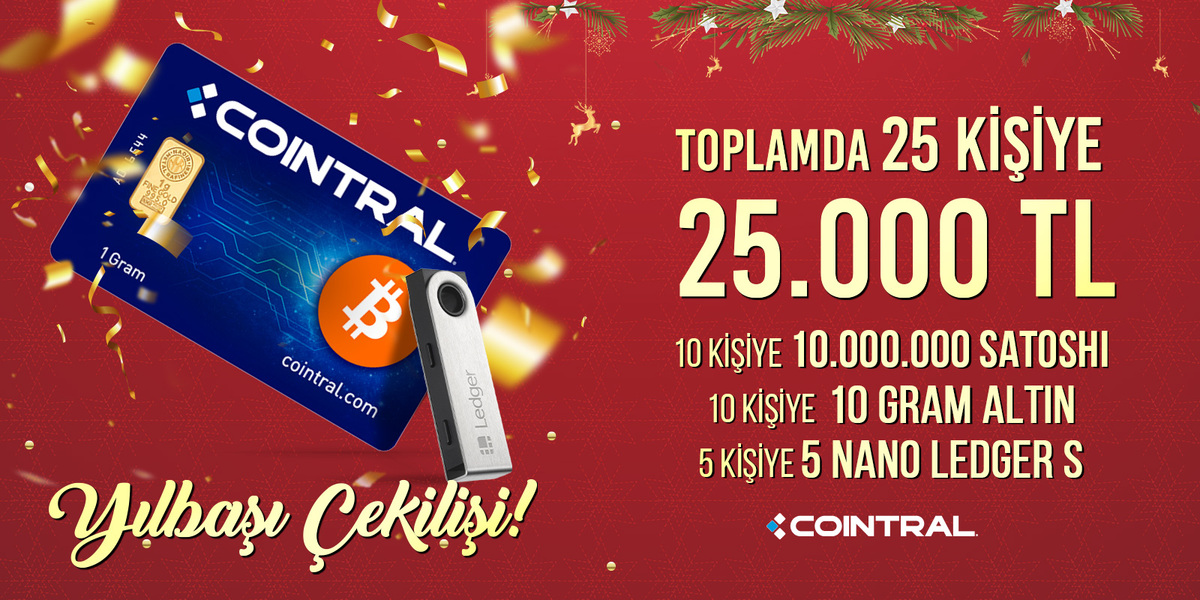 COINTRAL
1 Gram
cointral.com
Ledger
Yılbaşı Çekilişi!
TOPLAMDA 25 KİŞİYE
25.000 TL
10 KİŞİYE 10.000.000 SATOSHI
10 KİŞİYE 10 GRAM ALTIN
5 KİŞİYE 5 NANO LEDGER S
COINTRAL